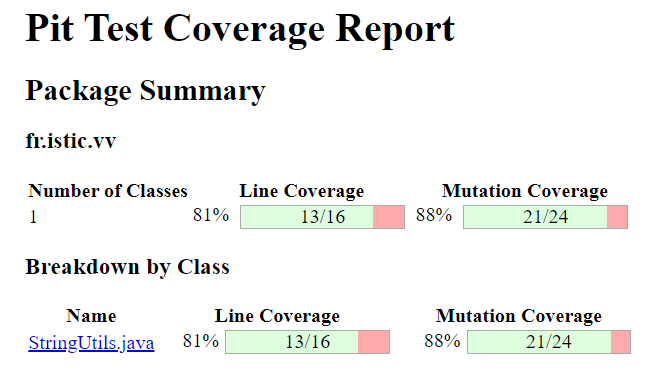 Pit Test Coverage Report
Package Summary
fr.istic.vv
Number of Classes Line Coverage Mutation Coverage
1 81% 13/16 88% 21/24
Breakdown by Class
Name Line Coverage Mutation Coverage
StringUtils.java 81% 13/16 88% 21/24